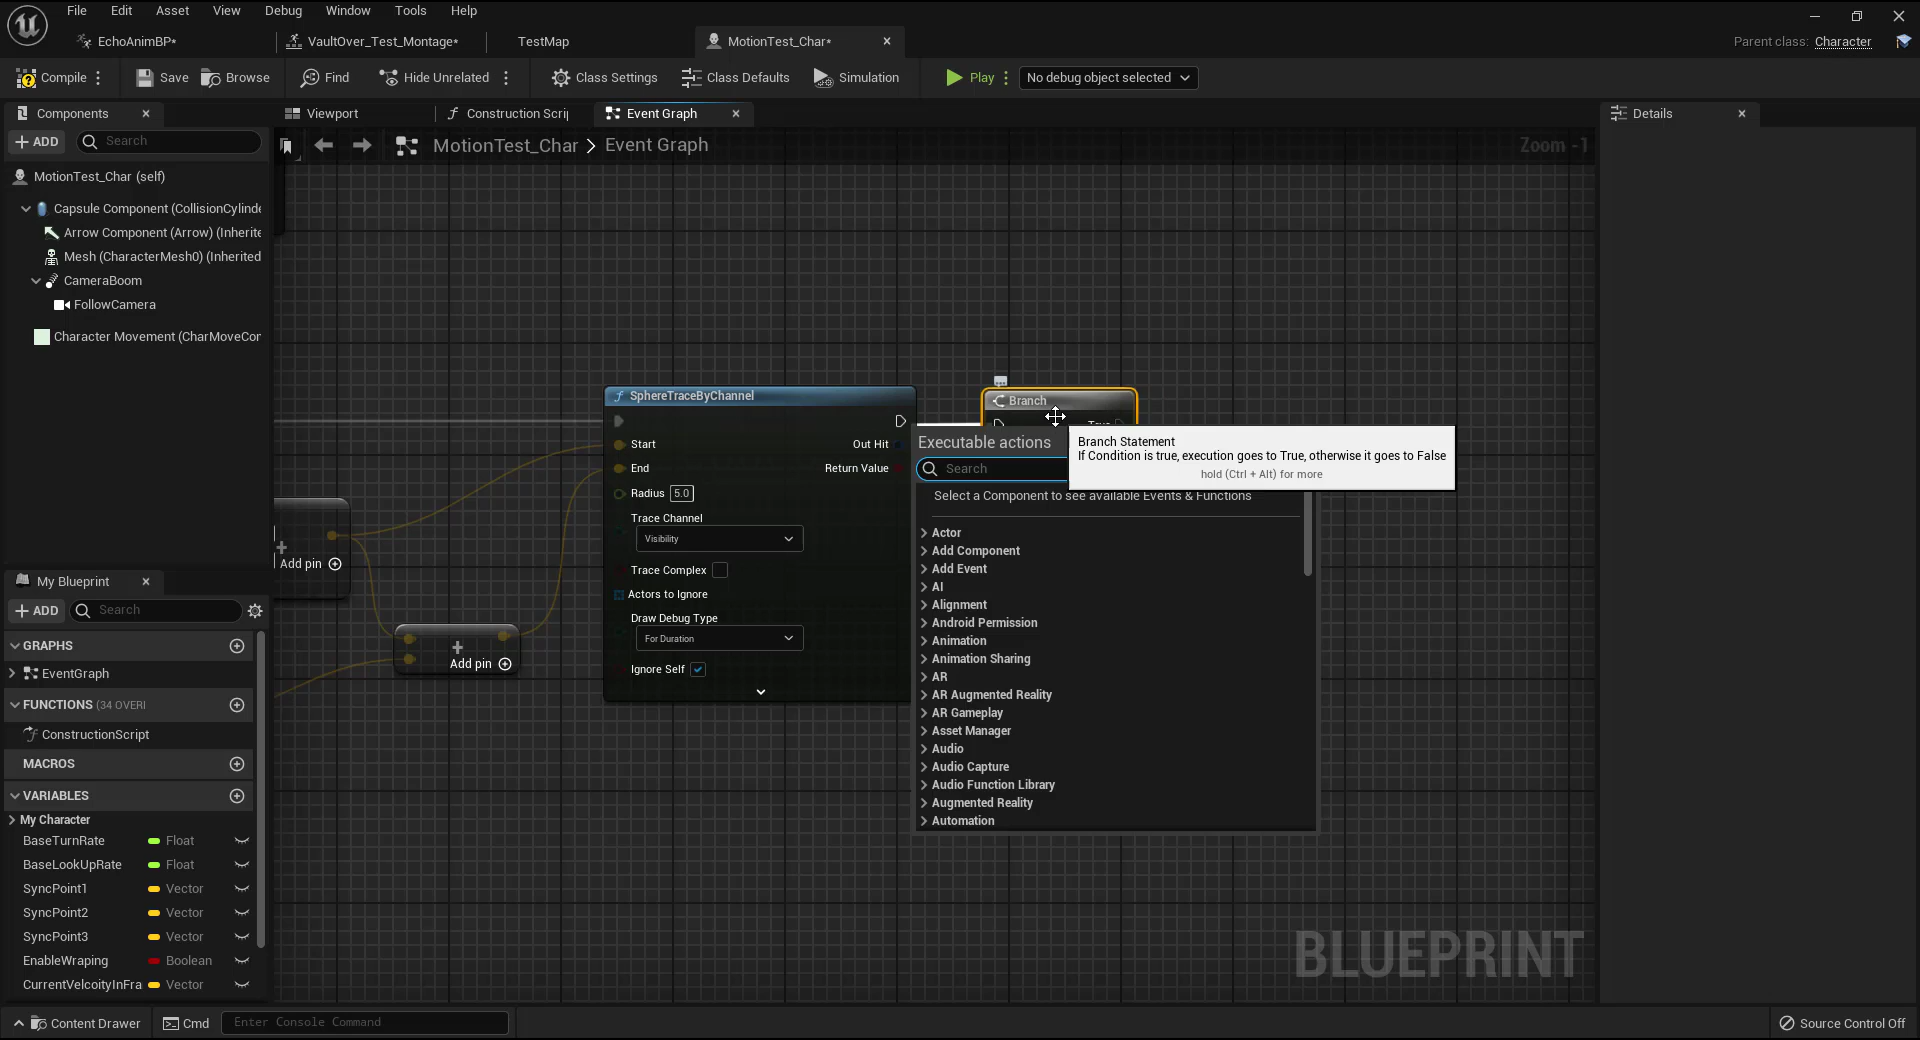 File Edit Asset View Debug Window Tools Help
EchoAnimBP* VaultOver_Test_Montage* TestMap MotionTest_Char* Parent class: Character
Compile Save Browse Find Hide Unrelated Class Settings Class Defaults Simulation Play No debug object selected
Components Viewport Construction Scrip Event Graph Details
ADD Search MotionTest_Char > Event Graph Zoom -1
MotionTest_Char (self)
Capsule Component (CollisionCylinde
Arrow Component (Arrow) (Inherite
Mesh (CharacterMesh0) (Inherited
CameraBoom
FollowCamera
Character Movement (CharMoveCor
SphereTraceByChannel
Start Out Hit
End Return Value
Radius 5.0
Trace Channel
Visibility
Trace Complex
Actors to Ignore
Draw Debug Type
For Duration
Ignore Self
Add pin
Add pin
Branch
True
Executable actions
Search
Branch Statement
If Condition is true, execution goes to True, otherwise it goes to False
hold (Ctrl + Alt) for more
Select a Component to see available Events & Functions
Actor
Add Component
Add Event
AI
Alignment
Android Permission
Animation
Animation Sharing
AR
AR Augmented Reality
AR Gameplay
Asset Manager
Audio
Audio Capture
Audio Function Library
Augmented Reality
Automation
My Blueprint
ADD Search
GRAPHS
EventGraph
FUNCTIONS (34 OVERI
ConstructionScript
MACROS
VARIABLES
My Character
BaseTurnRate Float
BaseLookUpRate Float
SyncPoint1 Vector
SyncPoint2 Vector
SyncPoint3 Vector
EnableWraping Boolean
CurrentVelcoityInFra Vector
BLUEPRINT
Content Drawer Cmd Enter Console Command Source Control Off